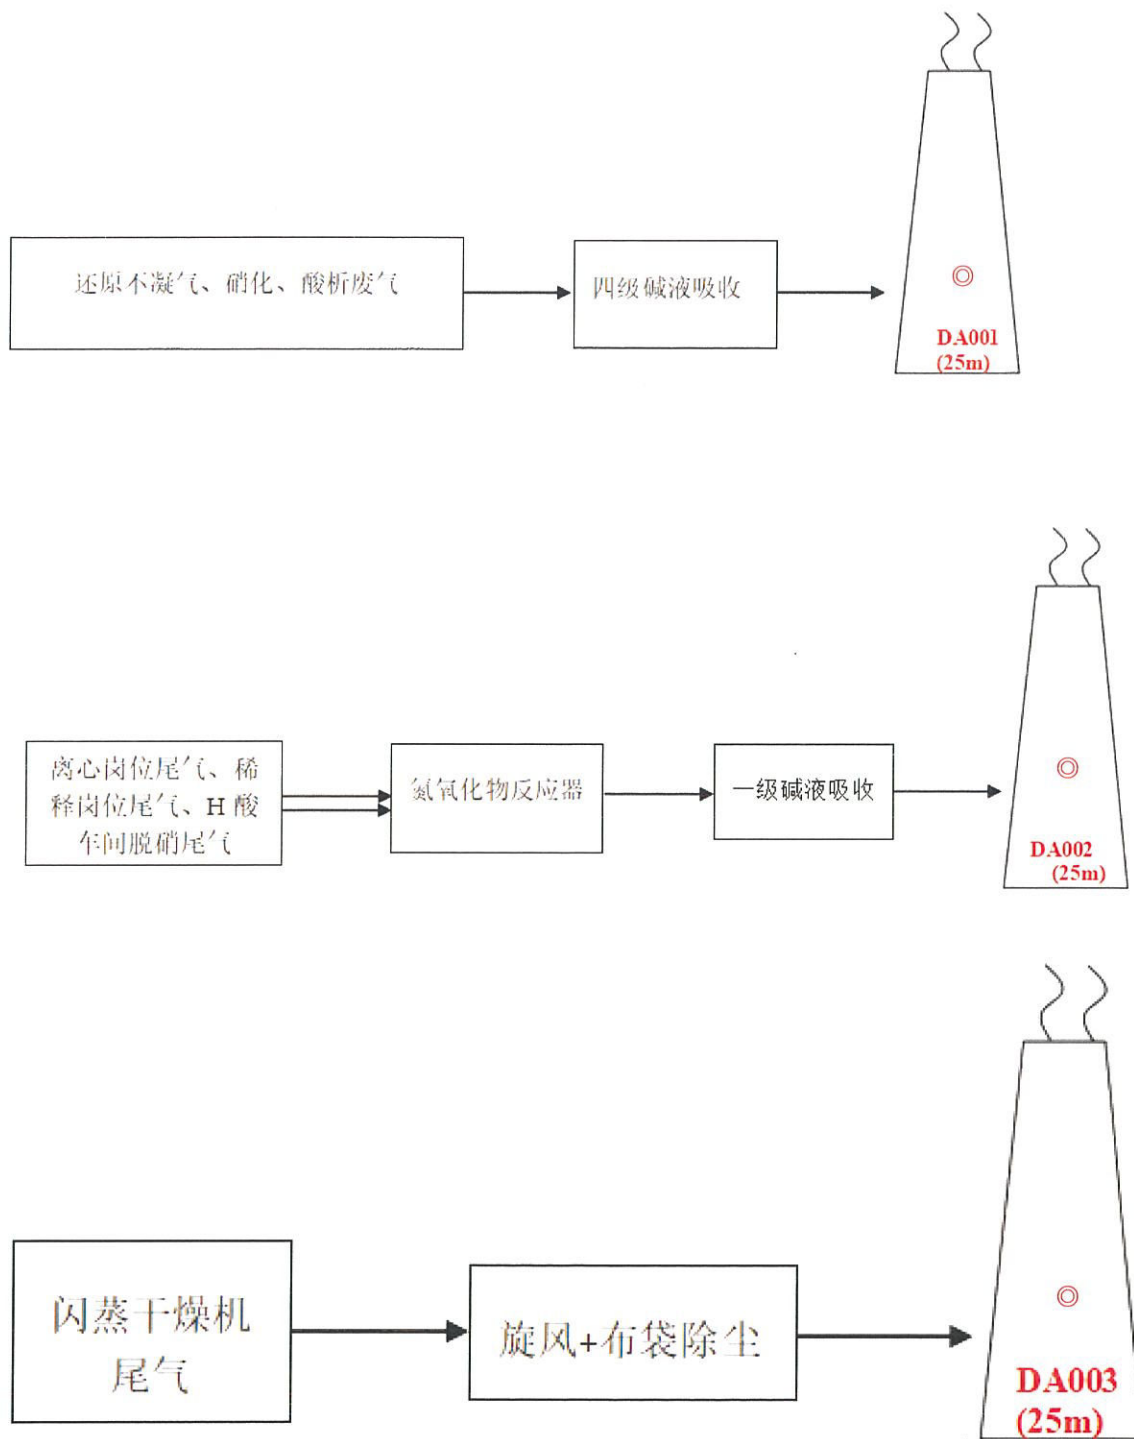 还原不凝气、硝化、酸析废气
四级碱液吸收
DA001
(25m)
离心岗位尾气、稀
释岗位尾气、H 酸
车间脱硝尾气
氮氧化物反应器
一级碱液吸收
DA002
(25m)
闪蒸干燥机
尾气
旋风+布袋除尘
DA003
(25m)